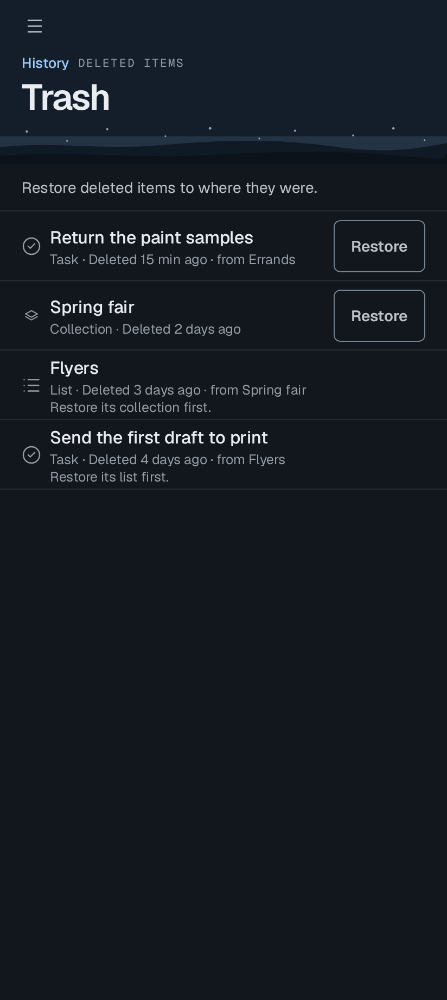 History DELETED ITEMS
Trash
Restore deleted items to where they were.
Return the paint samples
Task · Deleted 15 min ago · from Errands
Restore
Spring fair
Collection · Deleted 2 days ago
Restore
Flyers
List · Deleted 3 days ago · from Spring fair
Restore its collection first.
Send the first draft to print
Task · Deleted 4 days ago · from Flyers
Restore its list first.